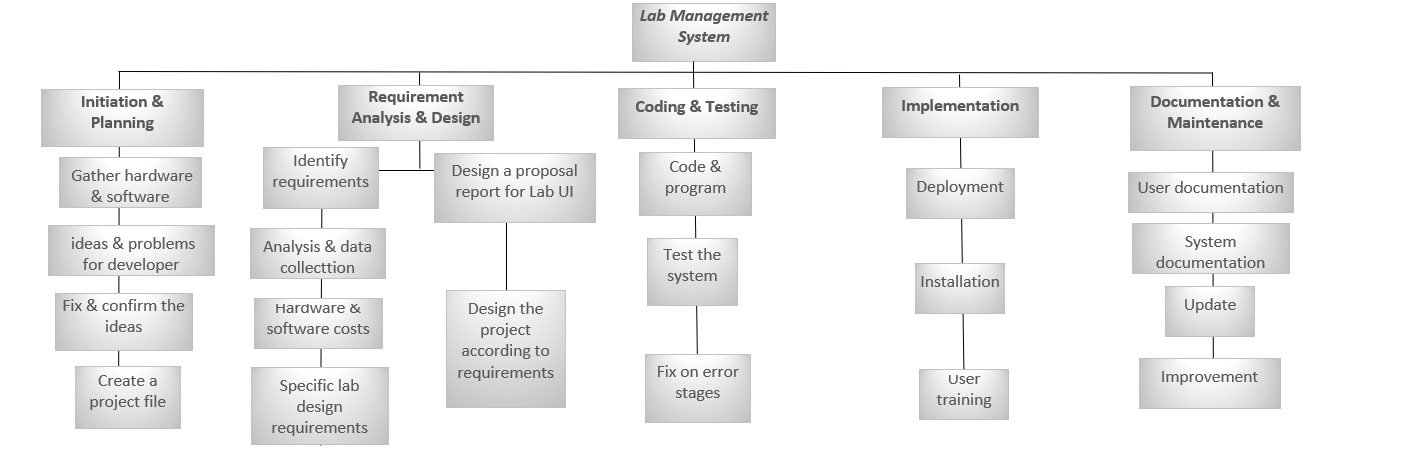 Lab Management
System
Initiation &
Planning
Gather hardware
& software
ideas & problems
for developer
Fix & confirm the
ideas
Create a
project file
Requirement
Analysis & Design
Identify
requirements
Analysis & data
collecttion
Hardware &
software costs
Specific lab
design
requirements
Design a proposal
report for Lab UI
Design the
project
according to
requirements
Coding & Testing
Code &
program
Test the
system
Fix on error
stages
Implementation
Deployment
Installation
User
training
Documentation &
Maintenance
User documentation
System
documentation
Update
Improvement